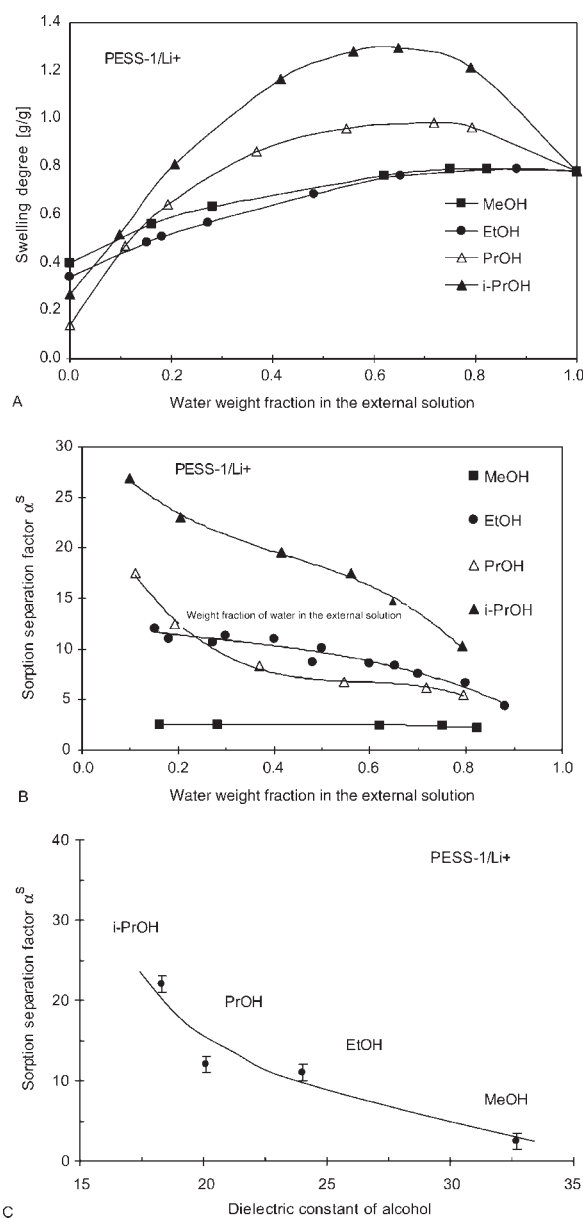 1.4
PESS-1/Li+
1.2
1.0
0.8
0.6
0.4
0.2
0.0
Swelling degree [g/g]
MeOH
EtOH
PrOH
i-PrOH
0.0 0.2 0.4 0.6 0.8 1.0
A Water weight fraction in the external solution
30
PESS-1/Li+
25
20
15
10
5
0
Sorption separation factor αˢ
MeOH
EtOH
PrOH
i-PrOH
Weight fraction of water in the external solution
0.0 0.2 0.4 0.6 0.8 1.0
B Water weight fraction in the external solution
40
PESS-1/Li+
30
20
10
0
Sorption separation factor αˢ
i-PrOH
PrOH
EtOH
MeOH
15 20 25 30 35
C Dielectric constant of alcohol